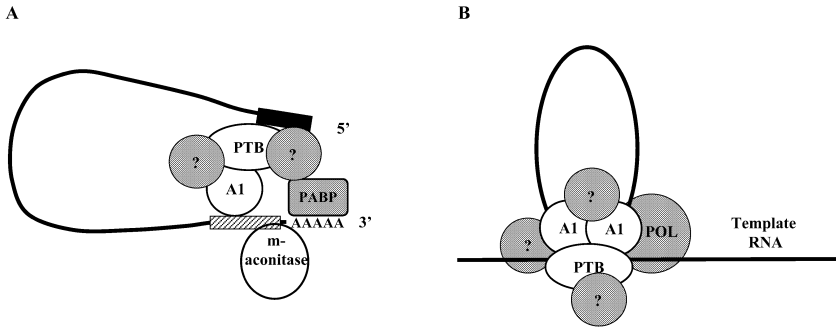 A
5’
PTB
?
?
A1
PABP
AAAAA 3’
m-
aconitase
B
?
A1
A1
?
POL
Template
RNA
PTB
?